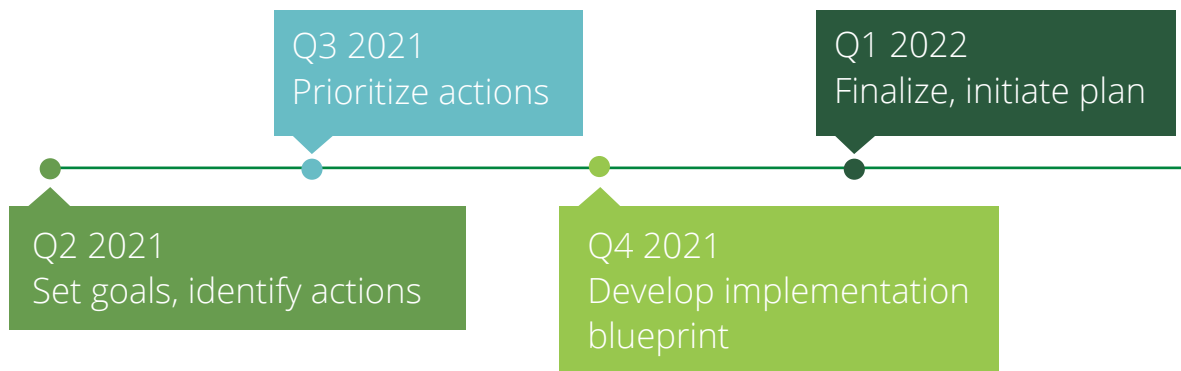 Q3 2021
Prioritize actions
Q1 2022
Finalize, initiate plan
Q2 2021
Set goals, identify actions
Q4 2021
Develop implementation
blueprint